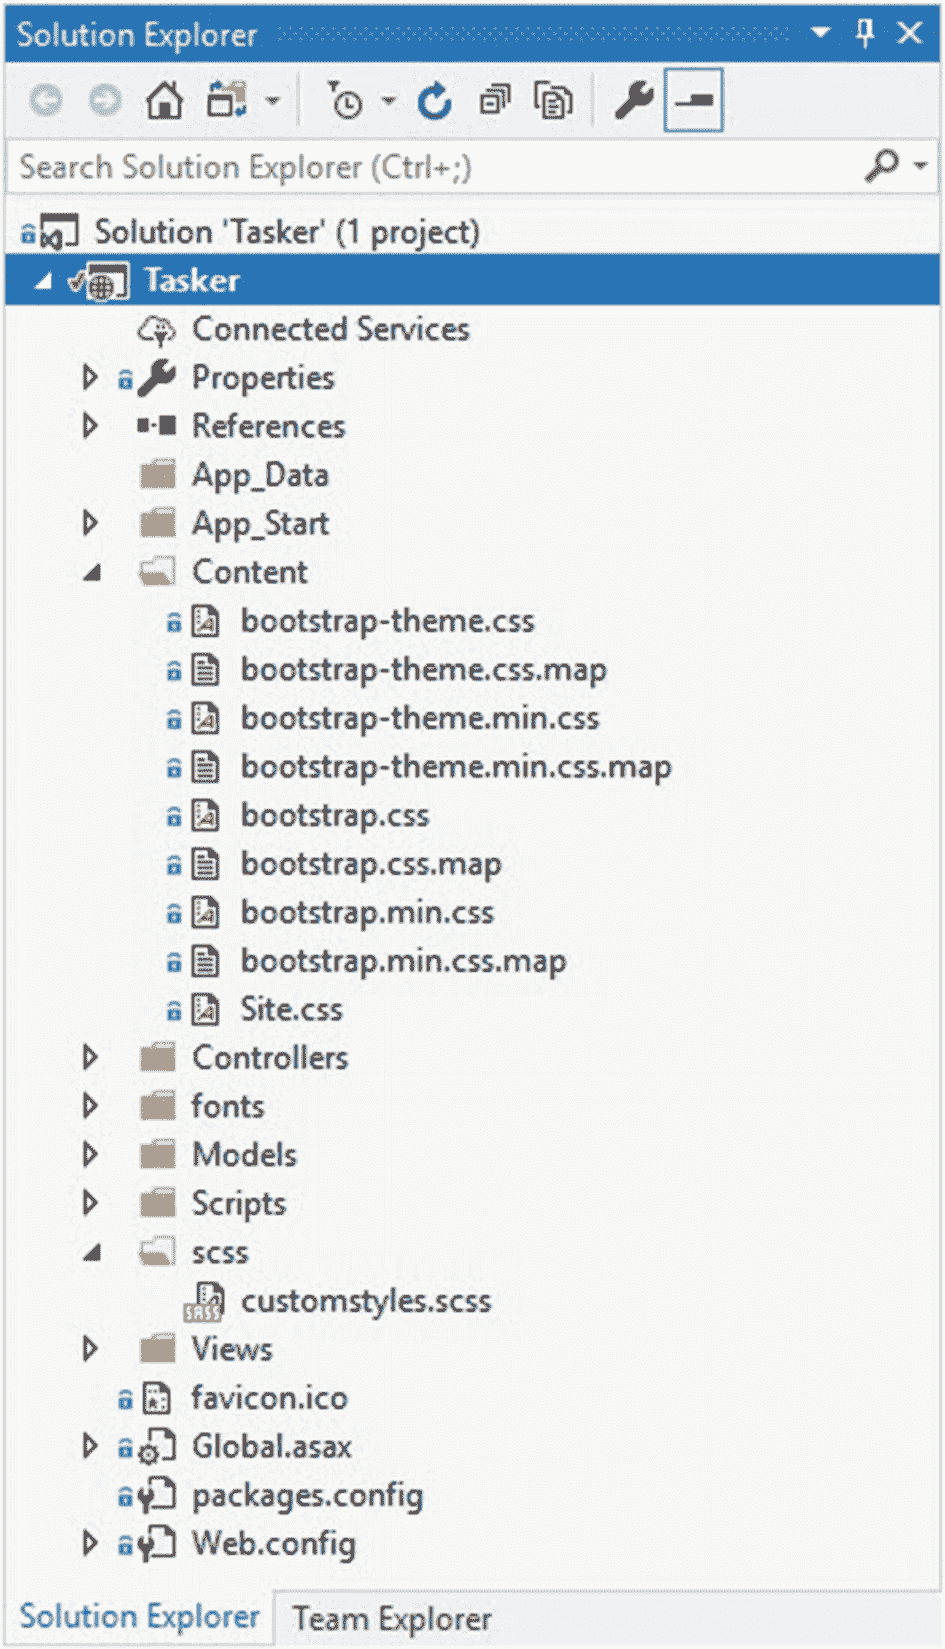 Solution Explorer
Search Solution Explorer (Ctrl+;)
Solution 'Tasker' (1 project)
Tasker
Connected Services
Properties
References
App_Data
App_Start
Content
bootstrap-theme.css
bootstrap-theme.css.map
bootstrap-theme.min.css
bootstrap-theme.min.css.map
bootstrap.css
bootstrap.css.map
bootstrap.min.css
bootstrap.min.css.map
Site.css
Controllers
fonts
Models
Scripts
scss
SASS customstyles.scss
Views
favicon.ico
Global.asax
packages.config
Web.config
Solution Explorer Team Explorer